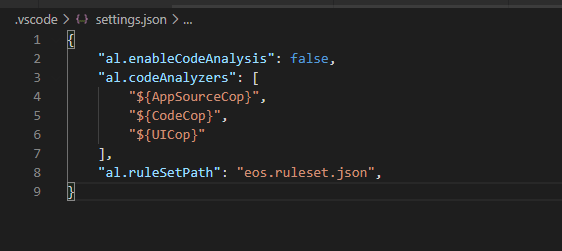 .vscode > {} settings.json > ...
1 {
2 "al.enableCodeAnalysis": false,
3 "al.codeAnalyzers": [
4 "${AppSourceCop}",
5 "${CodeCop}",
6 "${UICop}"
7 ],
8 "al.ruleSetPath": "eos.ruleset.json",
9 }